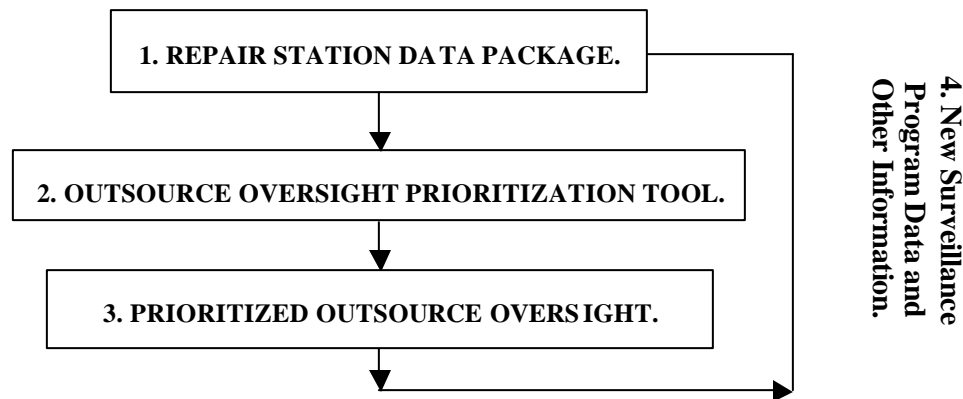 1. REPAIR STATION DATA PACKAGE.
2. OUTSOURCE OVERSIGHT PRIORITIZATION TOOL.
3. PRIORITIZED OUTSOURCE OVERSIGHT.
4. New Surveillance
Program Data and
Other Information.